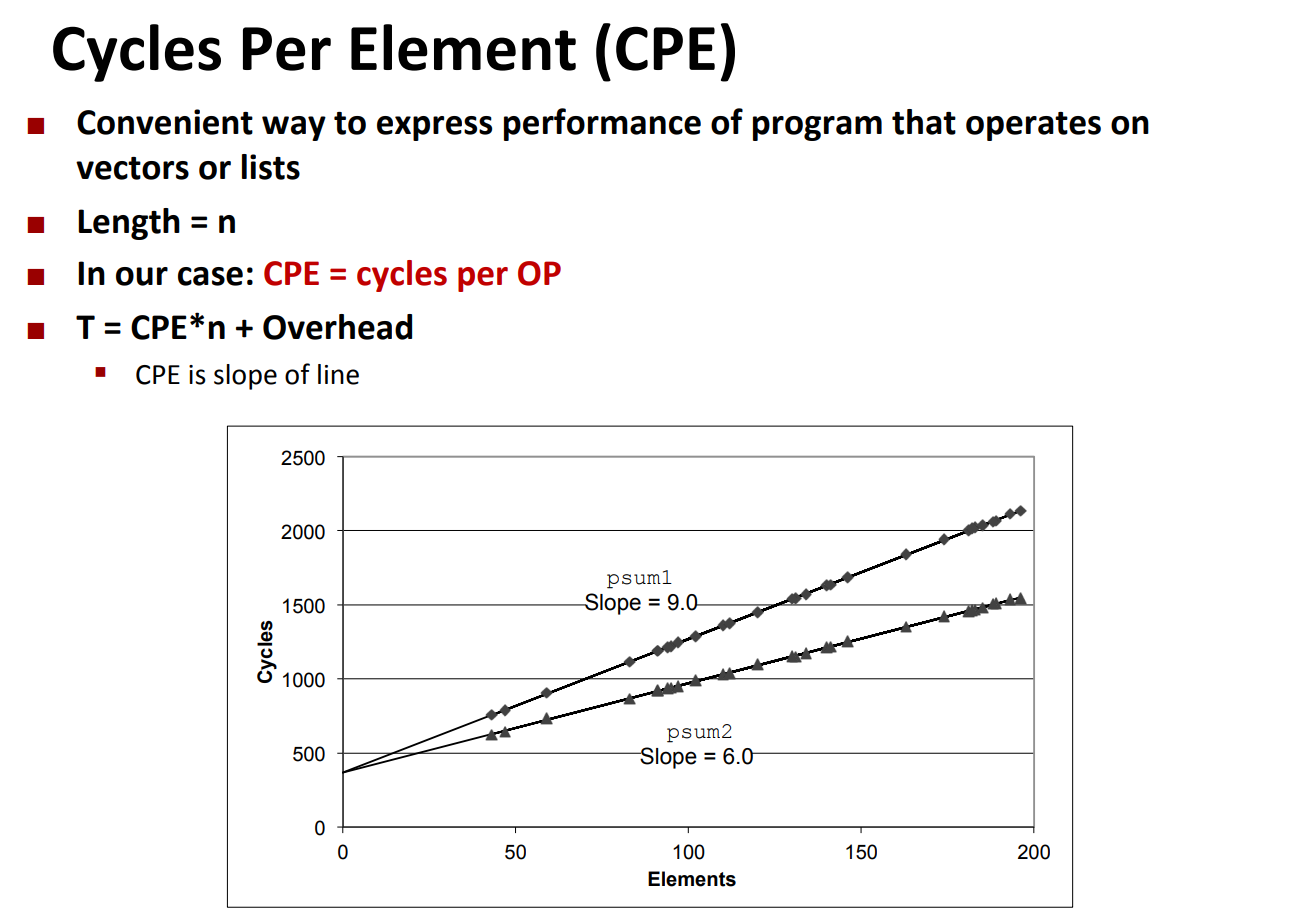 Cycles Per Element (CPE)
Convenient way to express performance of program that operates on
vectors or lists
Length = n
In our case: CPE = cycles per OP
T = CPE*n + Overhead
CPE is slope of line
2500
2000
1500
1000
500
0
Cycles
psum1
Slope = 9.0
psum2
Slope = 6.0
0 50 100 150 200
Elements